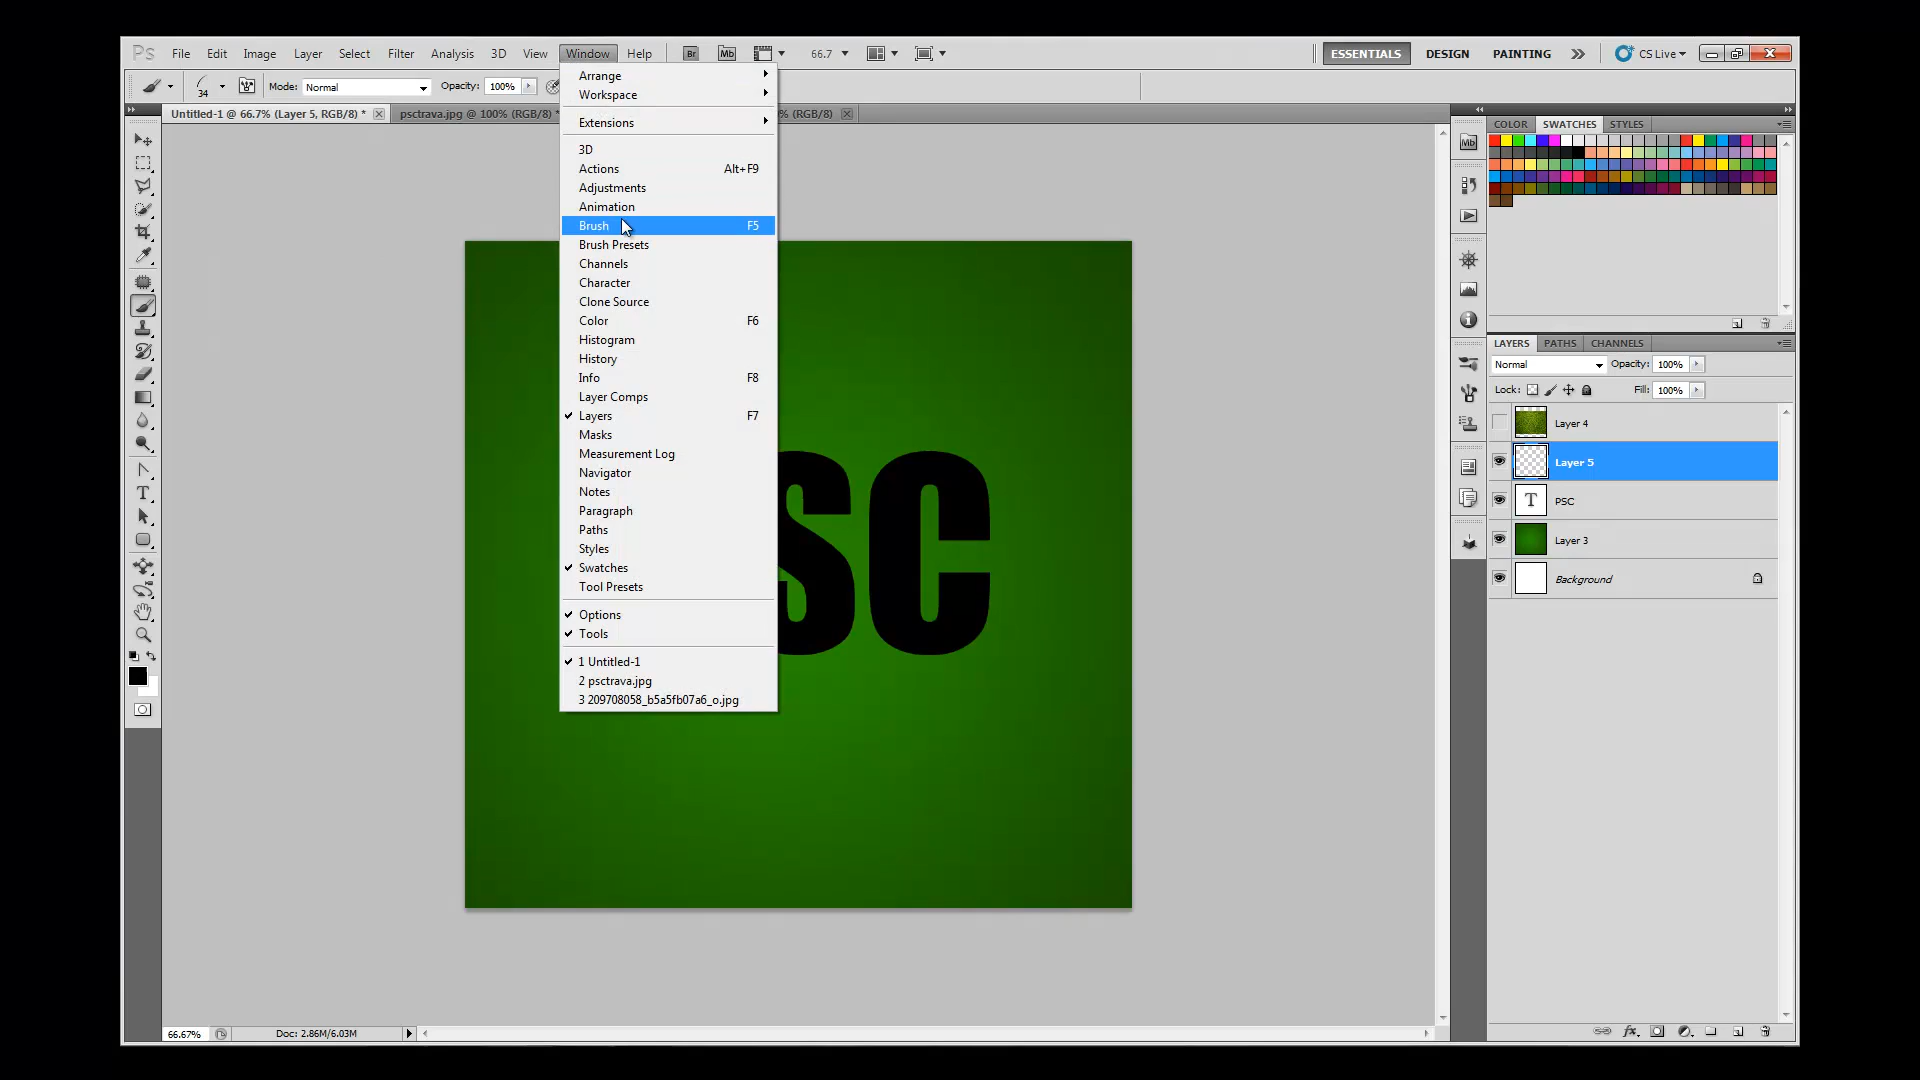 Ps File Edit Image Layer Select Filter Analysis 3D View Window Help Br Mb 66.7 ESSENTIALS DESIGN PAINTING CS Live
34 Mode: Normal Opacity: 100%
Untitled-1 @ 66.7% (Layer 5, RGB/8) * psctrava.jpg @ 100% (RGB/8) * % (RGB/8)
Arrange
Workspace
Extensions
3D
Actions Alt+F9
Adjustments
Animation
Brush F5
Brush Presets
Channels
Character
Clone Source
Color F6
Histogram
History
Info F8
Layer Comps
Layers F7
Masks
Measurement Log
Navigator
Notes
Paragraph
Paths
Styles
Swatches
Tool Presets
Options
Tools
1 Untitled-1
2 psctrava.jpg
3 209708058_b5a5fb07a6_o.jpg
SC
Mb
COLOR SWATCHES STYLES
LAYERS PATHS CHANNELS
Normal Opacity: 100%
Lock: Fill: 100%
Layer 4
Layer 5
T PSC
Layer 3
Background
66.67% Doc: 2.86M/6.03M